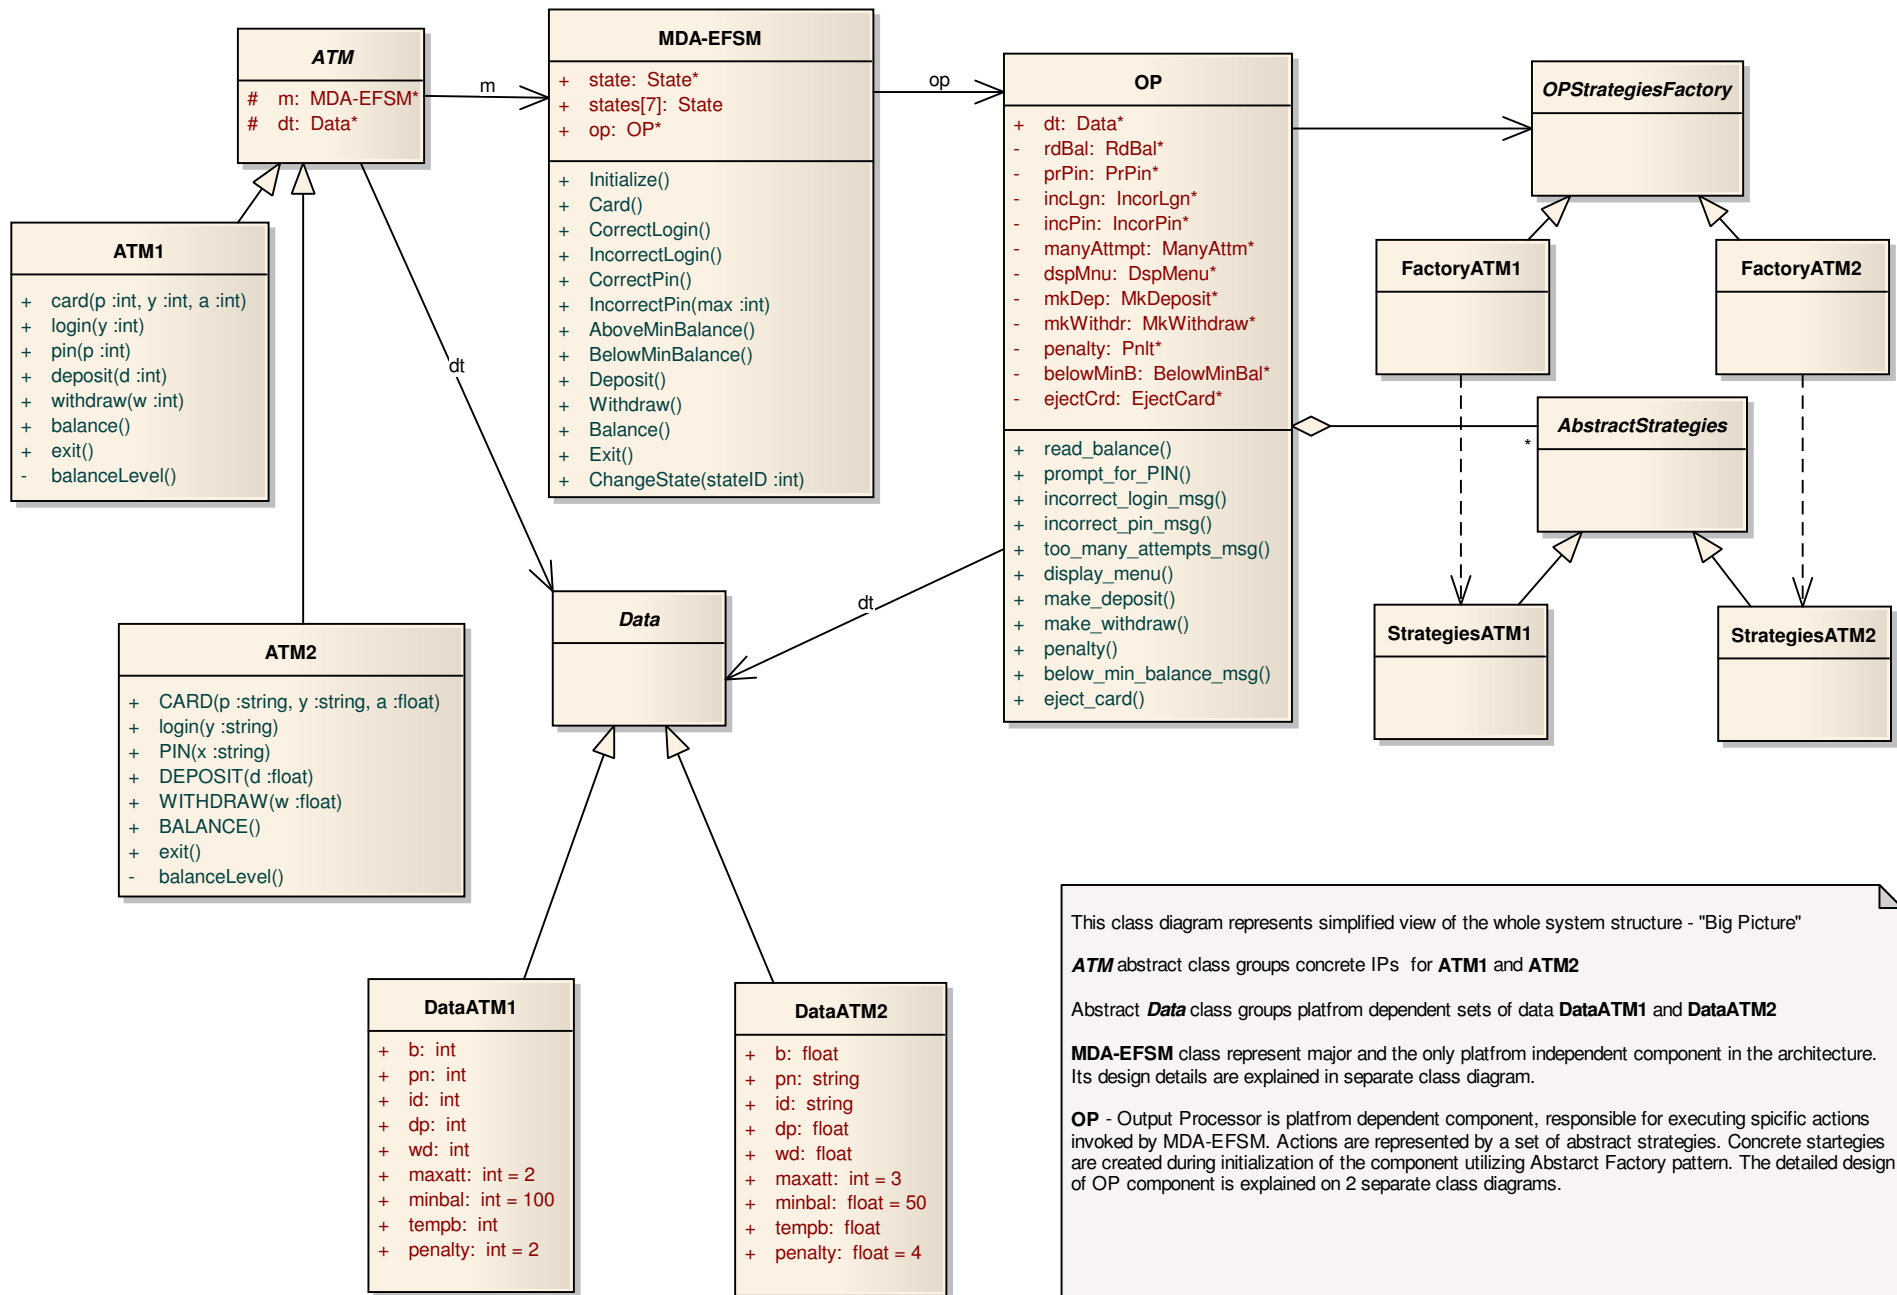 ATM
# m: MDA-EFSM*
# dt: Data*
m
MDA-EFSM
+ state: State*
+ states[7]: State
+ op: OP*
+ Initialize()
+ Card()
+ CorrectLogin()
+ IncorrectLogin()
+ CorrectPin()
+ IncorrectPin(max :int)
+ AboveMinBalance()
+ BelowMinBalance()
+ Deposit()
+ Withdraw()
+ Balance()
+ Exit()
+ ChangeState(stateID :int)
op
OP
+ dt: Data*
- rdBal: RdBal*
- prPin: PrPin*
- incLgn: IncorLgn*
- incPin: IncorPin*
- manyAttmpt: ManyAttm*
- dspMnu: DspMenu*
- mkDep: MkDeposit*
- mkWithdr: MkWithdraw*
- penalty: Pnlt*
- belowMinB: BelowMinBal*
- ejectCrd: EjectCard*
+ read_balance()
+ prompt_for_PIN()
+ incorrect_login_msg()
+ incorrect_pin_msg()
+ too_many_attempts_msg()
+ display_menu()
+ make_deposit()
+ make_withdraw()
+ penalty()
+ below_min_balance_msg()
+ eject_card()
OPStrategiesFactory
FactoryATM1
FactoryATM2
*
AbstractStrategies
StrategiesATM1
StrategiesATM2
ATM1
+ card(p :int, y :int, a :int)
+ login(y :int)
+ pin(p :int)
+ deposit(d :int)
+ withdraw(w :int)
+ balance()
+ exit()
- balanceLevel()
dt
dt
Data
ATM2
+ CARD(p :string, y :string, a :float)
+ login(y :string)
+ PIN(x :string)
+ DEPOSIT(d :float)
+ WITHDRAW(w :float)
+ BALANCE()
+ exit()
- balanceLevel()
DataATM1
+ b: int
+ pn: int
+ id: int
+ dp: int
+ wd: int
+ maxatt: int = 2
+ minbal: int = 100
+ tempb: int
+ penalty: int = 2
DataATM2
+ b: float
+ pn: string
+ id: string
+ dp: float
+ wd: float
+ maxatt: int = 3
+ minbal: float = 50
+ tempb: float
+ penalty: float = 4
This class diagram represents simplified view of the whole system structure - "Big Picture"
ATM abstract class groups concrete IPs for ATM1 and ATM2
Abstract Data class groups platfrom dependent sets of data DataATM1 and DataATM2
MDA-EFSM class represent major and the only platfrom independent component in the architecture.
Its design details are explained in separate class diagram.
OP - Output Processor is platfrom dependent component, responsible for executing spicific actions
invoked by MDA-EFSM. Actions are represented by a set of abstract strategies. Concrete startegies
are created during initialization of the component utilizing Abstarct Factory pattern. The detailed design
of OP component is explained on 2 separate class diagrams.